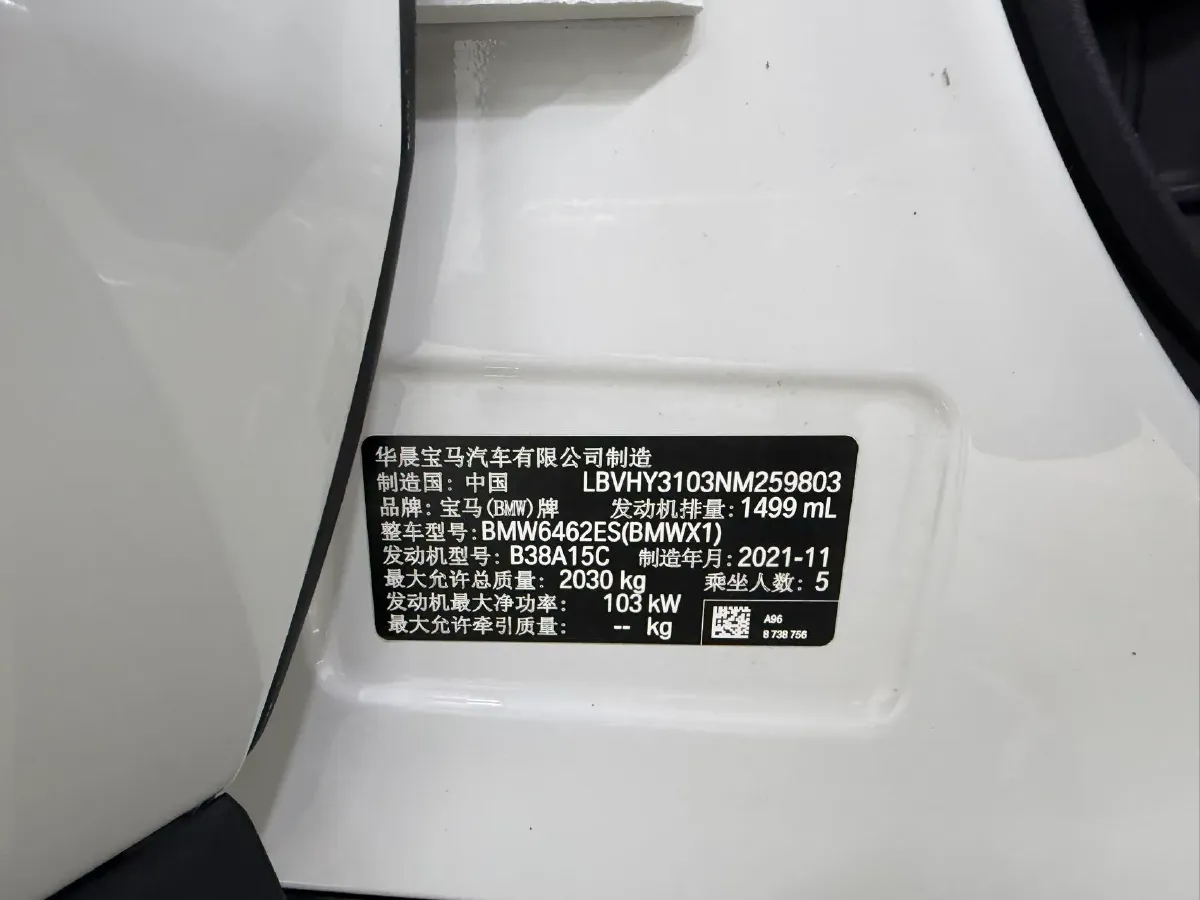 华晨宝马汽车有限公司制造
制造国：中国 LBVHY3103NM259803
品牌：宝马(BMW)牌 发动机排量：1499 mL
整车型号：BMW6462ES(BMWX1)
发动机型号：B38A15C 制造年月：2021-11
最大允许总质量：2030 kg 乘坐人数：5
发动机最大净功率：103 kW
最大允许牵引质量：-- kg
A96
8 738 756